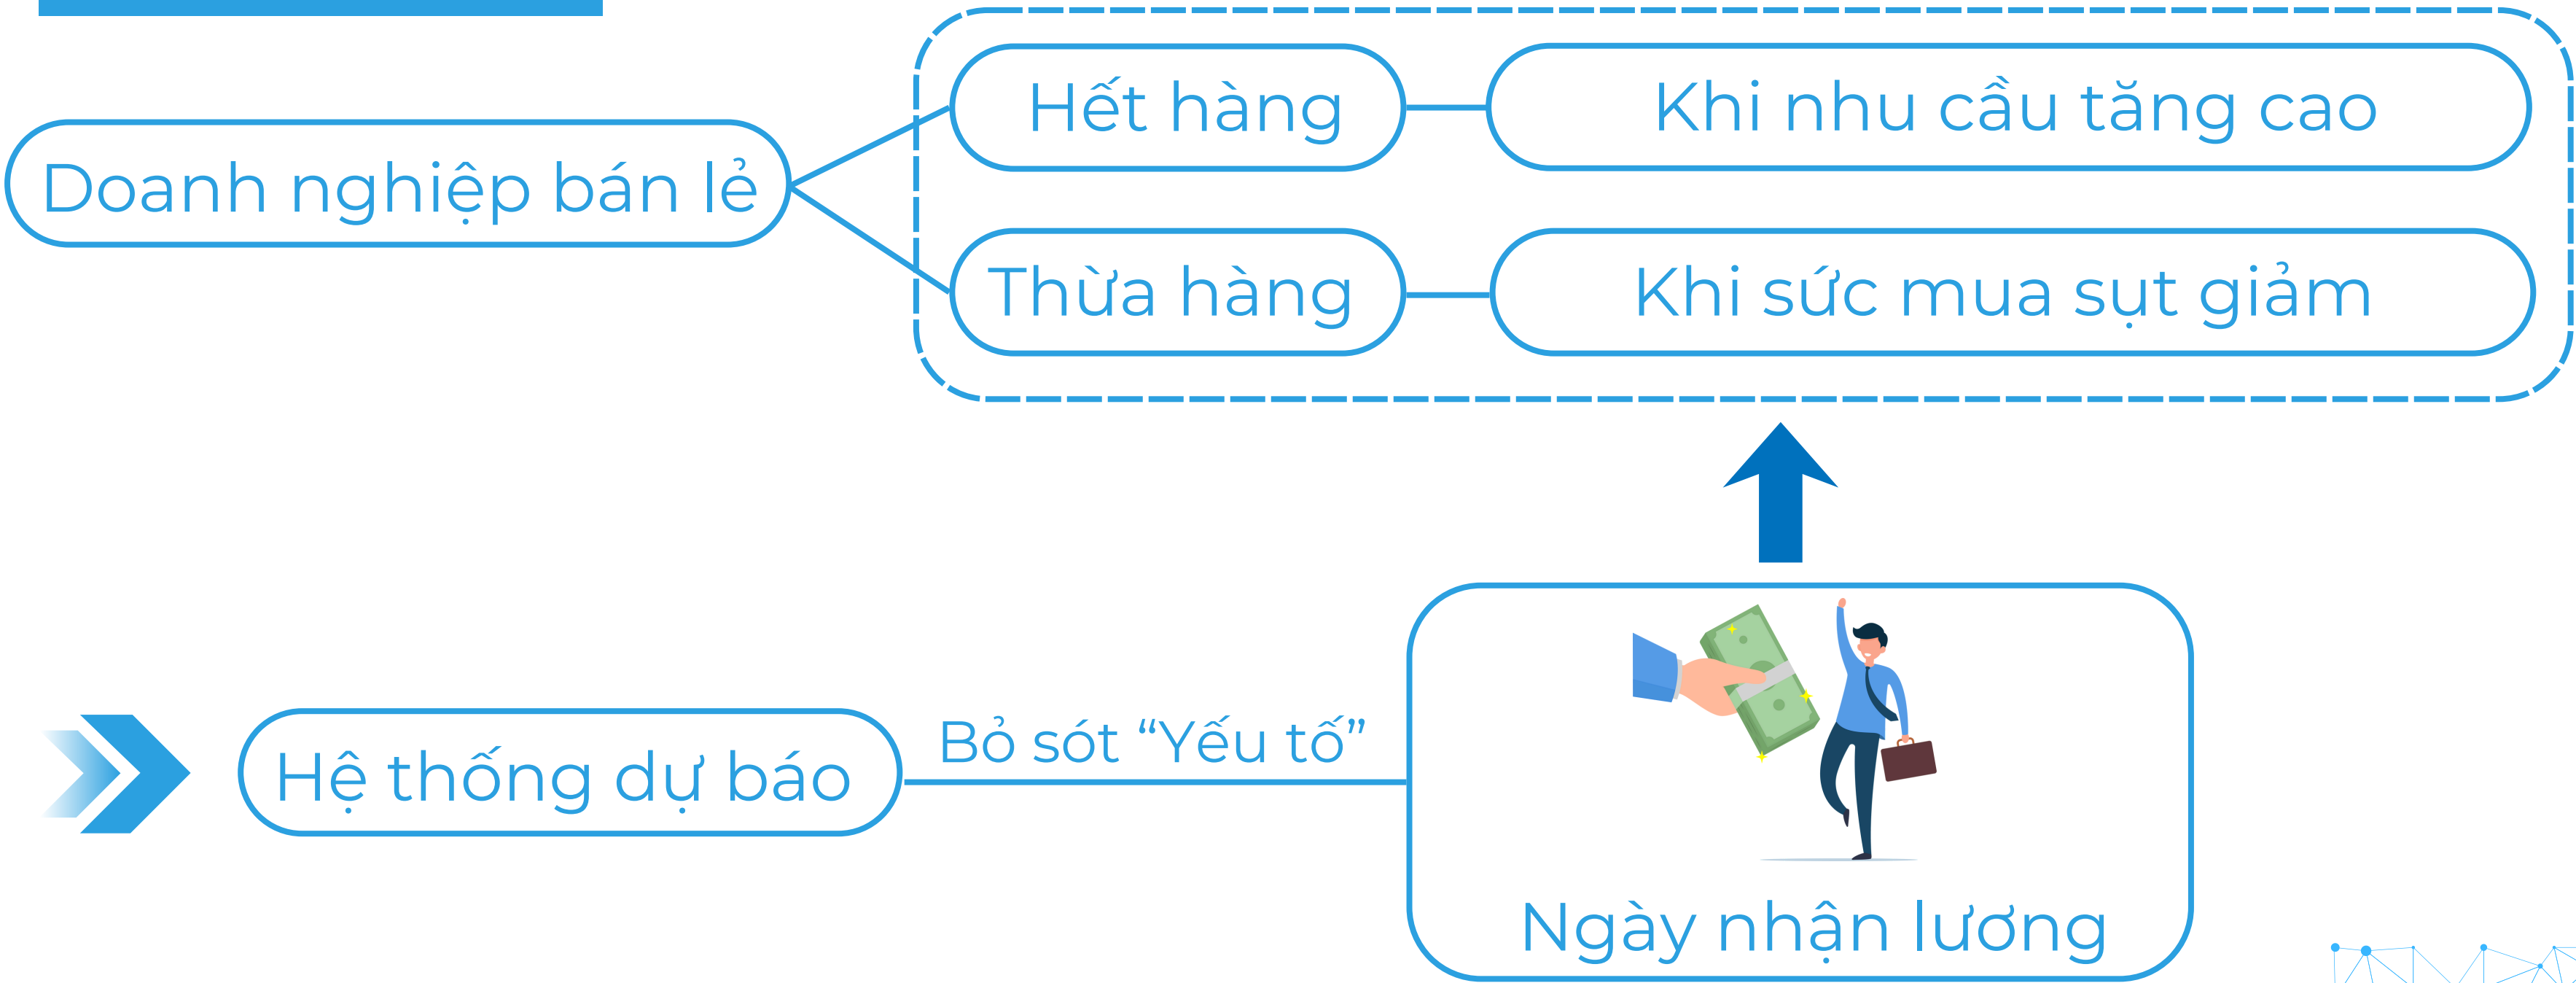 Doanh nghiệp bán lẻ
Hết hàng
Khi nhu cầu tăng cao
Thừa hàng
Khi sức mua sụt giảm
Hệ thống dự báo
Bỏ sót “Yếu tố”
Ngày nhận lương